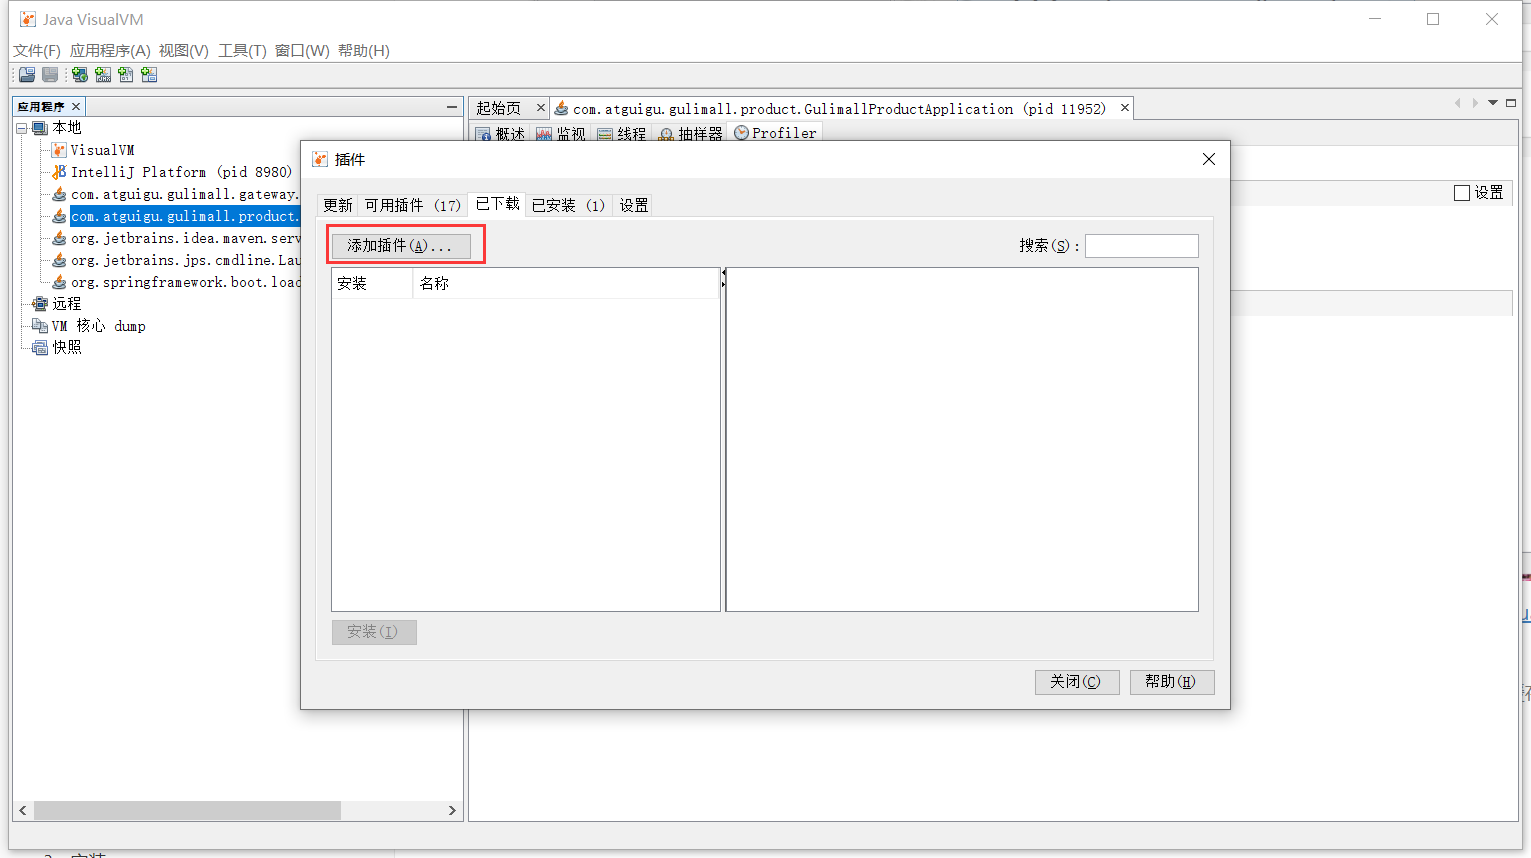 Java VisualVM
文件(F) 应用程序(A) 视图(V) 工具(T) 窗口(W) 帮助(H)
应用程序
本地
VisualVM
IntelliJ Platform (pid 8980)
com.atguigu.gulimall.gateway.
com.atguigu.gulimall.product.
org.jetbrains.idea.maven.serv
org.jetbrains.jps.cmdline.Lau
org.springframework.boot.load
远程
VM 核心 dump
快照
起始页 com.atguigu.gulimall.product.GulimallProductApplication (pid 11952)
概述 监视 线程 抽样器 Profiler
设置
插件
更新 可用插件 (17) 已下载 已安装 (1) 设置
添加插件(A)... 搜索(S):
安装 名称
安装(I)
关闭(C) 帮助(H)